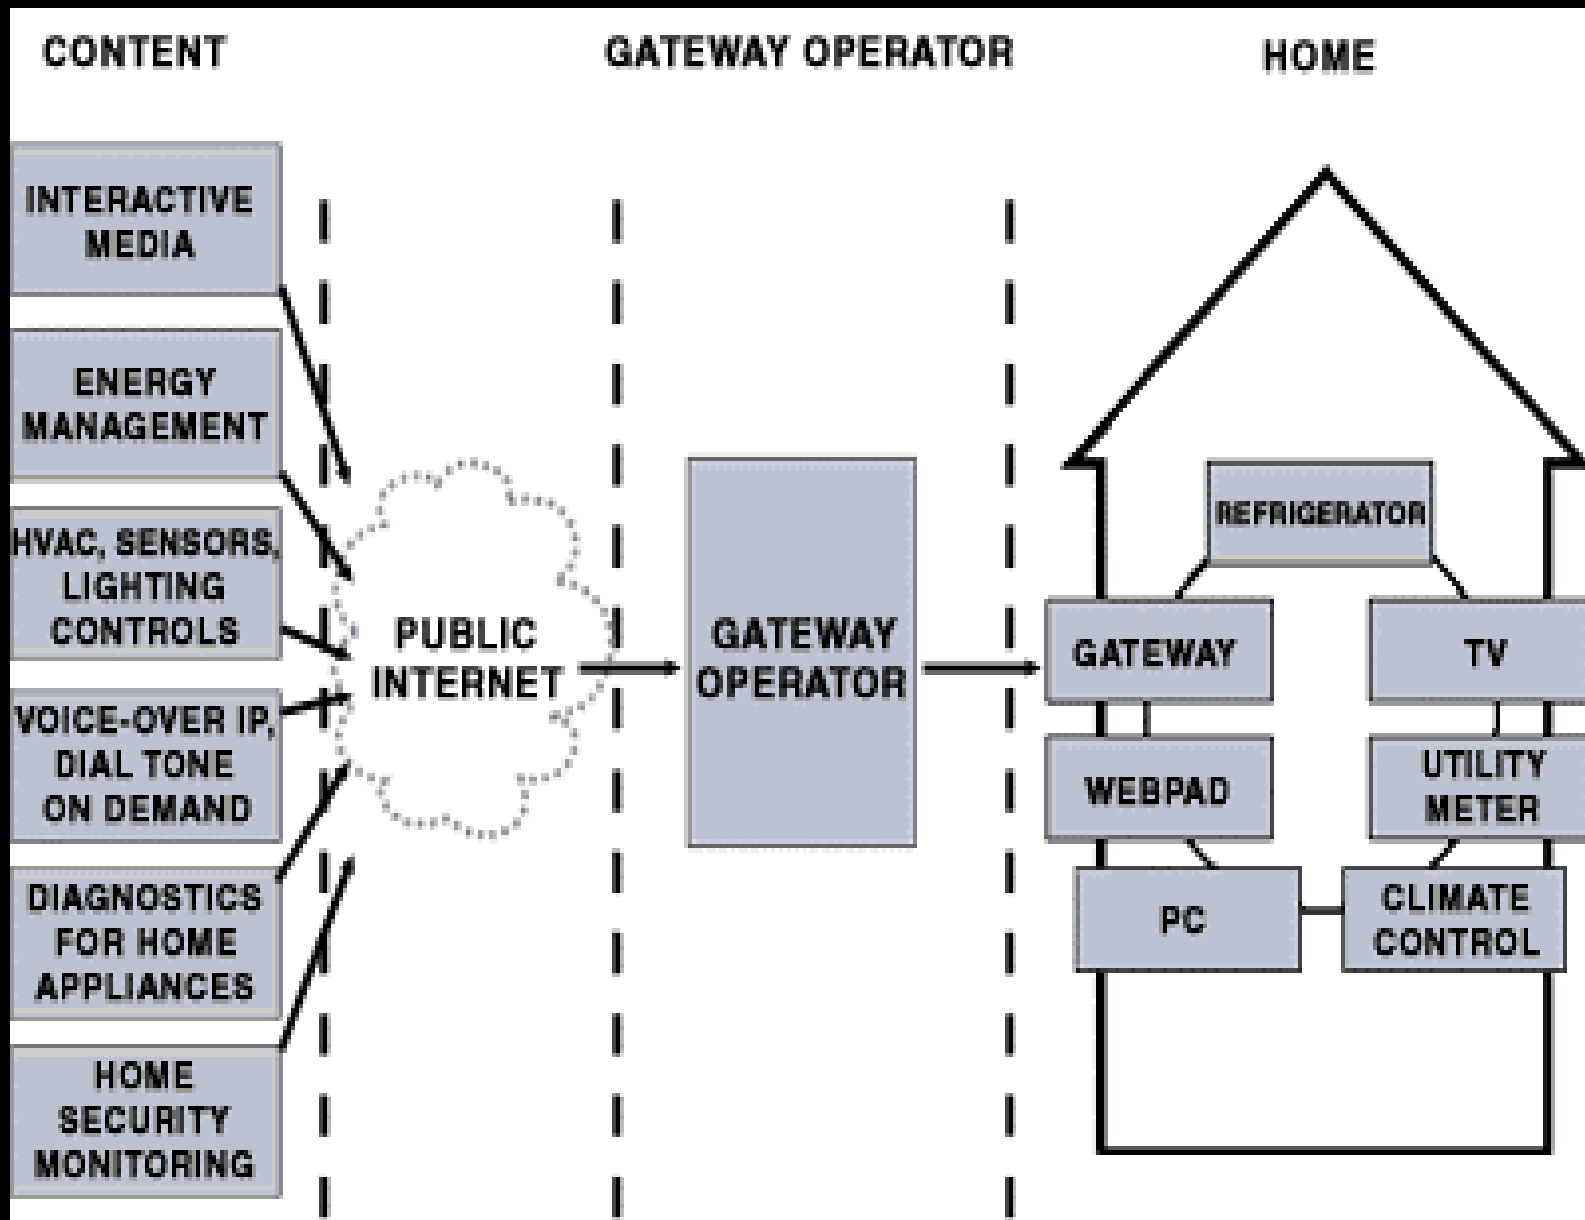 CONTENT
GATEWAY OPERATOR
HOME
INTERACTIVE
MEDIA
ENERGY
MANAGEMENT
HVAC, SENSORS,
LIGHTING
CONTROLS
VOICE-OVER IP,
DIAL TONE
ON DEMAND
DIAGNOSTICS
FOR HOME
APPLIANCES
HOME
SECURITY
MONITORING
PUBLIC
INTERNET
GATEWAY
OPERATOR
REFRIGERATOR
GATEWAY
TV
WEBPAD
UTILITY
METER
PC
CLIMATE
CONTROL